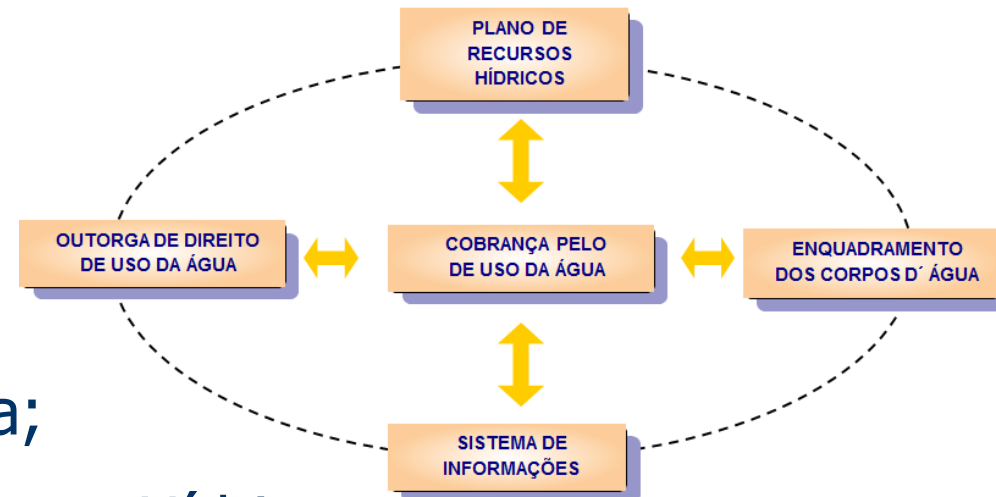 PLANO DE
RECURSOS
HÍDRICOS
OUTORGA DE DIREITO
DE USO DA ÁGUA
COBRANÇA PELO
DE USO DA ÁGUA
ENQUADRAMENTO
DOS CORPOS D´ ÁGUA
a;
SISTEMA DE
INFORMAÇÕES